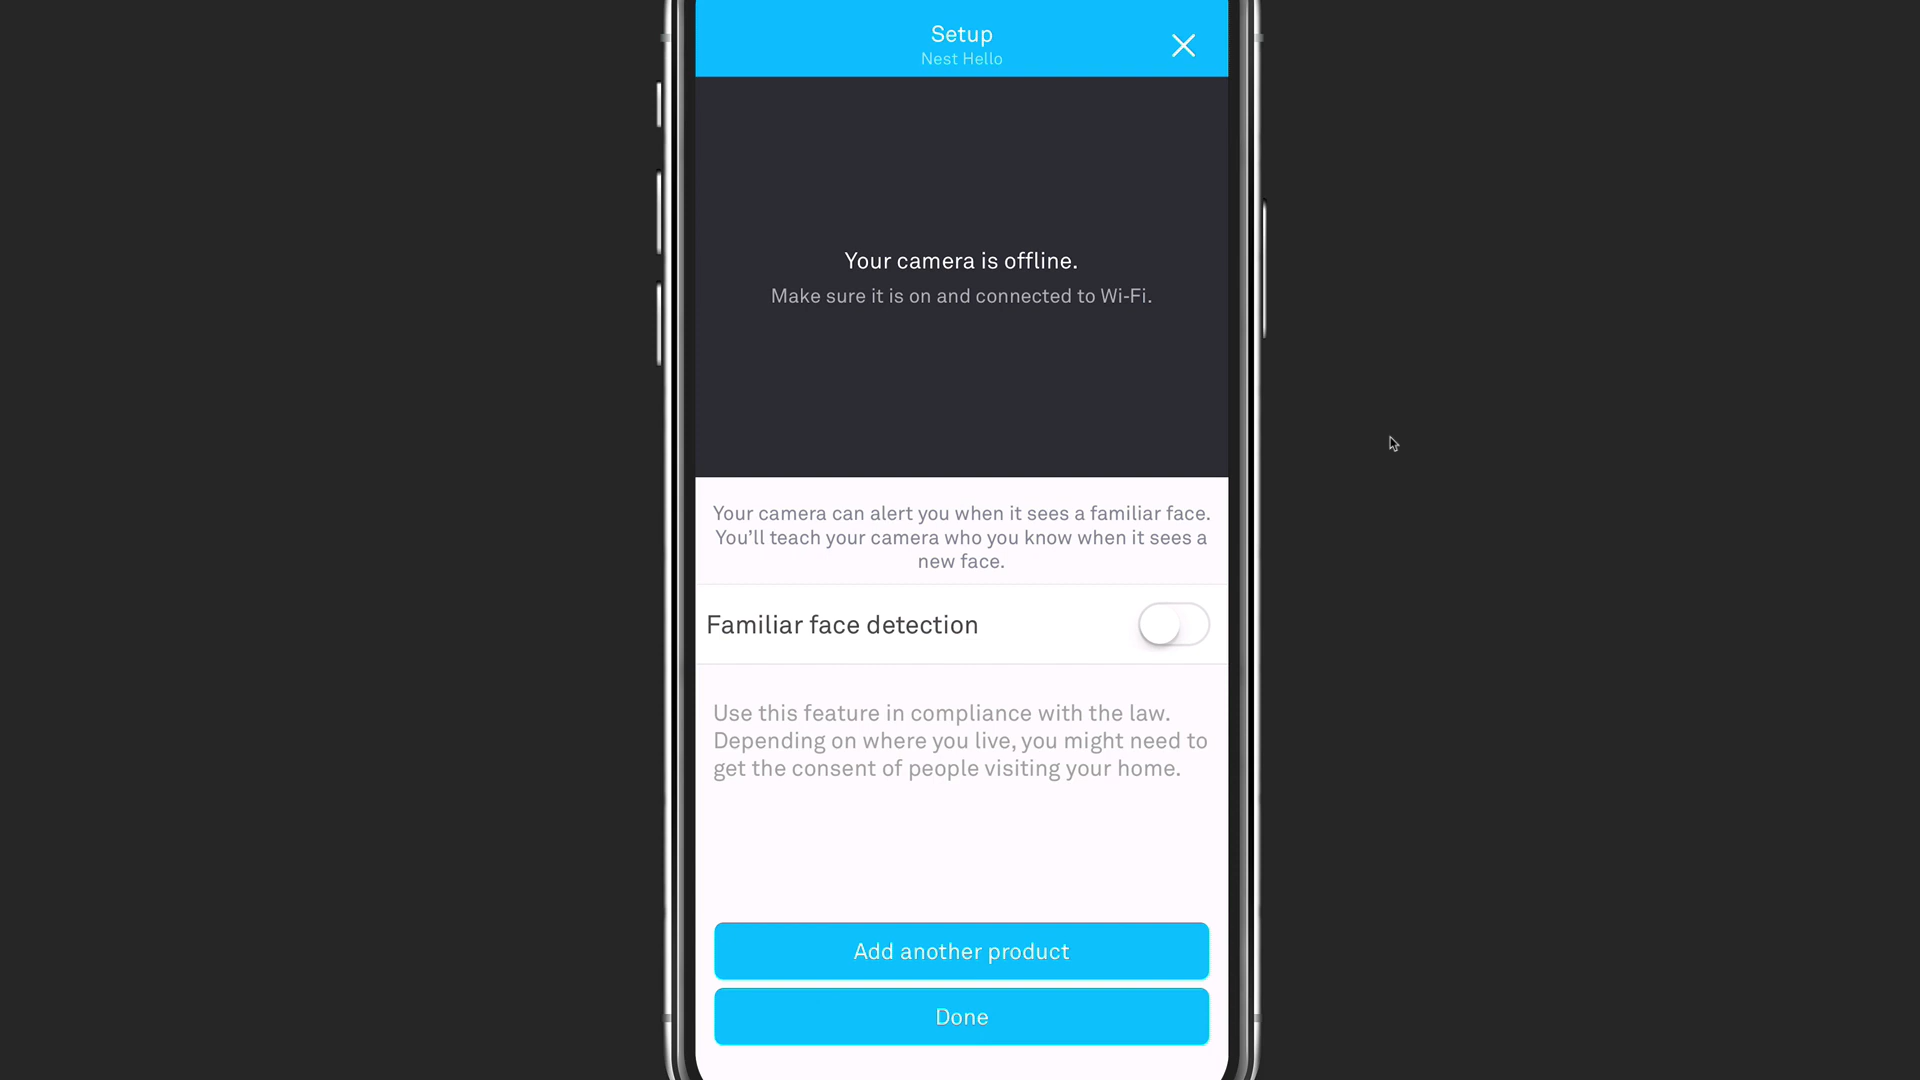 Setup
Nest Hello
Your camera is offline.
Make sure it is on and connected to Wi-Fi.
Your camera can alert you when it sees a familiar face.
You’ll teach your camera who you know when it sees a
new face.
Familiar face detection
Use this feature in compliance with the law.
Depending on where you live, you might need to
get the consent of people visiting your home.
Add another product
Done